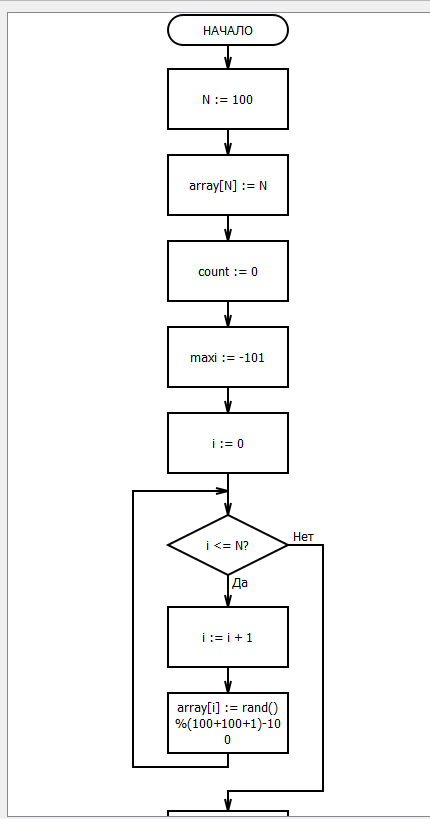 НАЧАЛО
N := 100
array[N] := N
count := 0
maxi := -101
i := 0
i <= N?
Нет
Да
i := i + 1
array[i] := rand()
%(100+100+1)-10
0